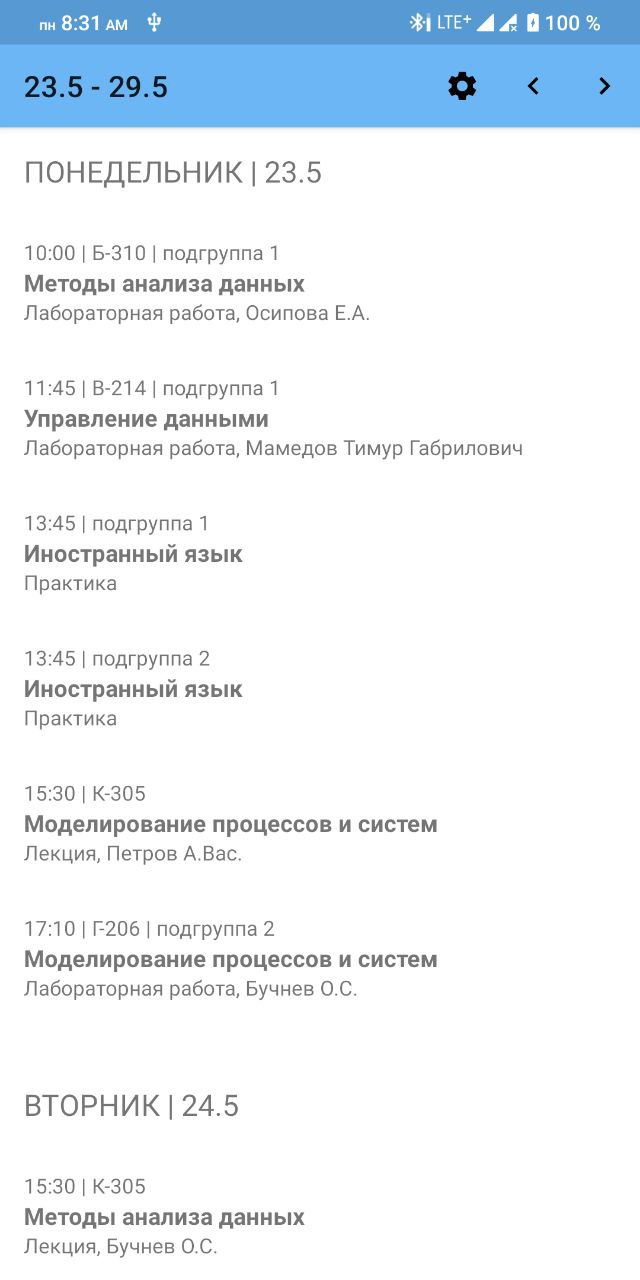 пн 8:31 AM LTE+ 100 %
23.5 - 29.5
ПОНЕДЕЛЬНИК | 23.5
10:00 | Б-310 | подгруппа 1
Методы анализа данных
Лабораторная работа, Осипова Е.А.
11:45 | В-214 | подгруппа 1
Управление данными
Лабораторная работа, Мамедов Тимур Габрилович
13:45 | подгруппа 1
Иностранный язык
Практика
13:45 | подгруппа 2
Иностранный язык
Практика
15:30 | К-305
Моделирование процессов и систем
Лекция, Петров А.Вас.
17:10 | Г-206 | подгруппа 2
Моделирование процессов и систем
Лабораторная работа, Бучнев О.С.
ВТОРНИК | 24.5
15:30 | К-305
Методы анализа данных
Лекция, Бучнев О.С.